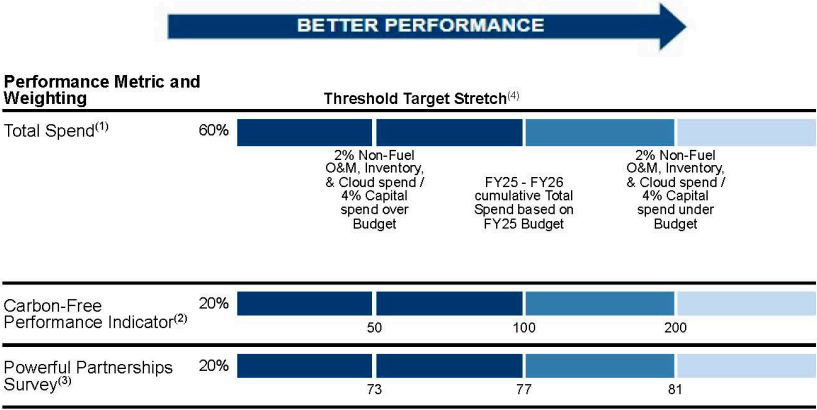 BETTER PERFORMANCE
Performance Metric and
Weighting
Threshold Target Stretch(4)
Total Spend(1)
60%
2% Non-Fuel
O&M, Inventory,
& Cloud spend /
4% Capital
spend over
Budget
FY25 - FY26
cumulative Total
Spend based on
FY25 Budget
2% Non-Fuel
O&M, Inventory,
& Cloud spend /
4% Capital
spend under
Budget
Carbon-Free
Performance Indicator(2)
20%
50
100
200
Powerful Partnerships
Survey(3)
20%
73
77
81